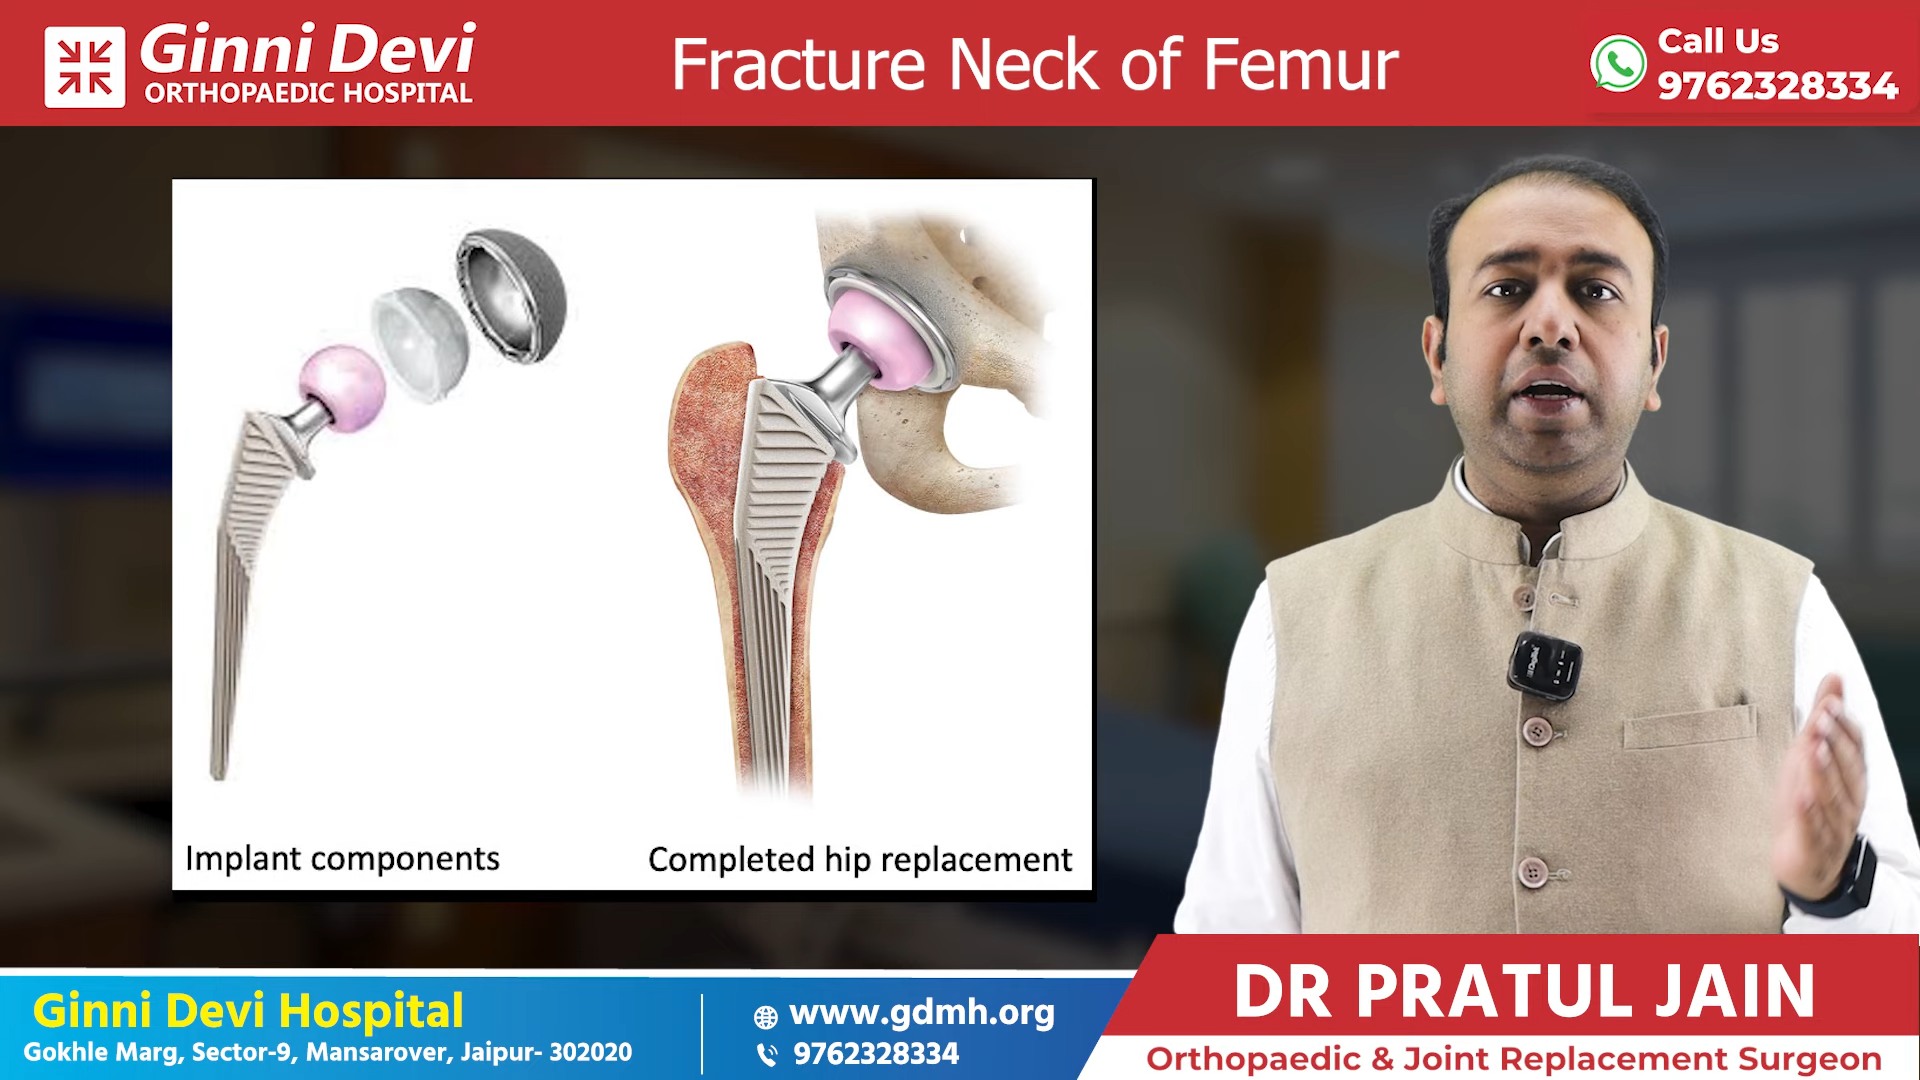 Ginni Devi
ORTHOPAEDIC HOSPITAL
Fracture Neck of Femur
Call Us
9762328334
Implant components
Completed hip replacement
Ginni Devi Hospital
Gokhle Marg, Sector-9, Mansarover, Jaipur- 302020
www.gdmh.org
9762328334
DR PRATUL JAIN
Orthopaedic & Joint Replacement Surgeon